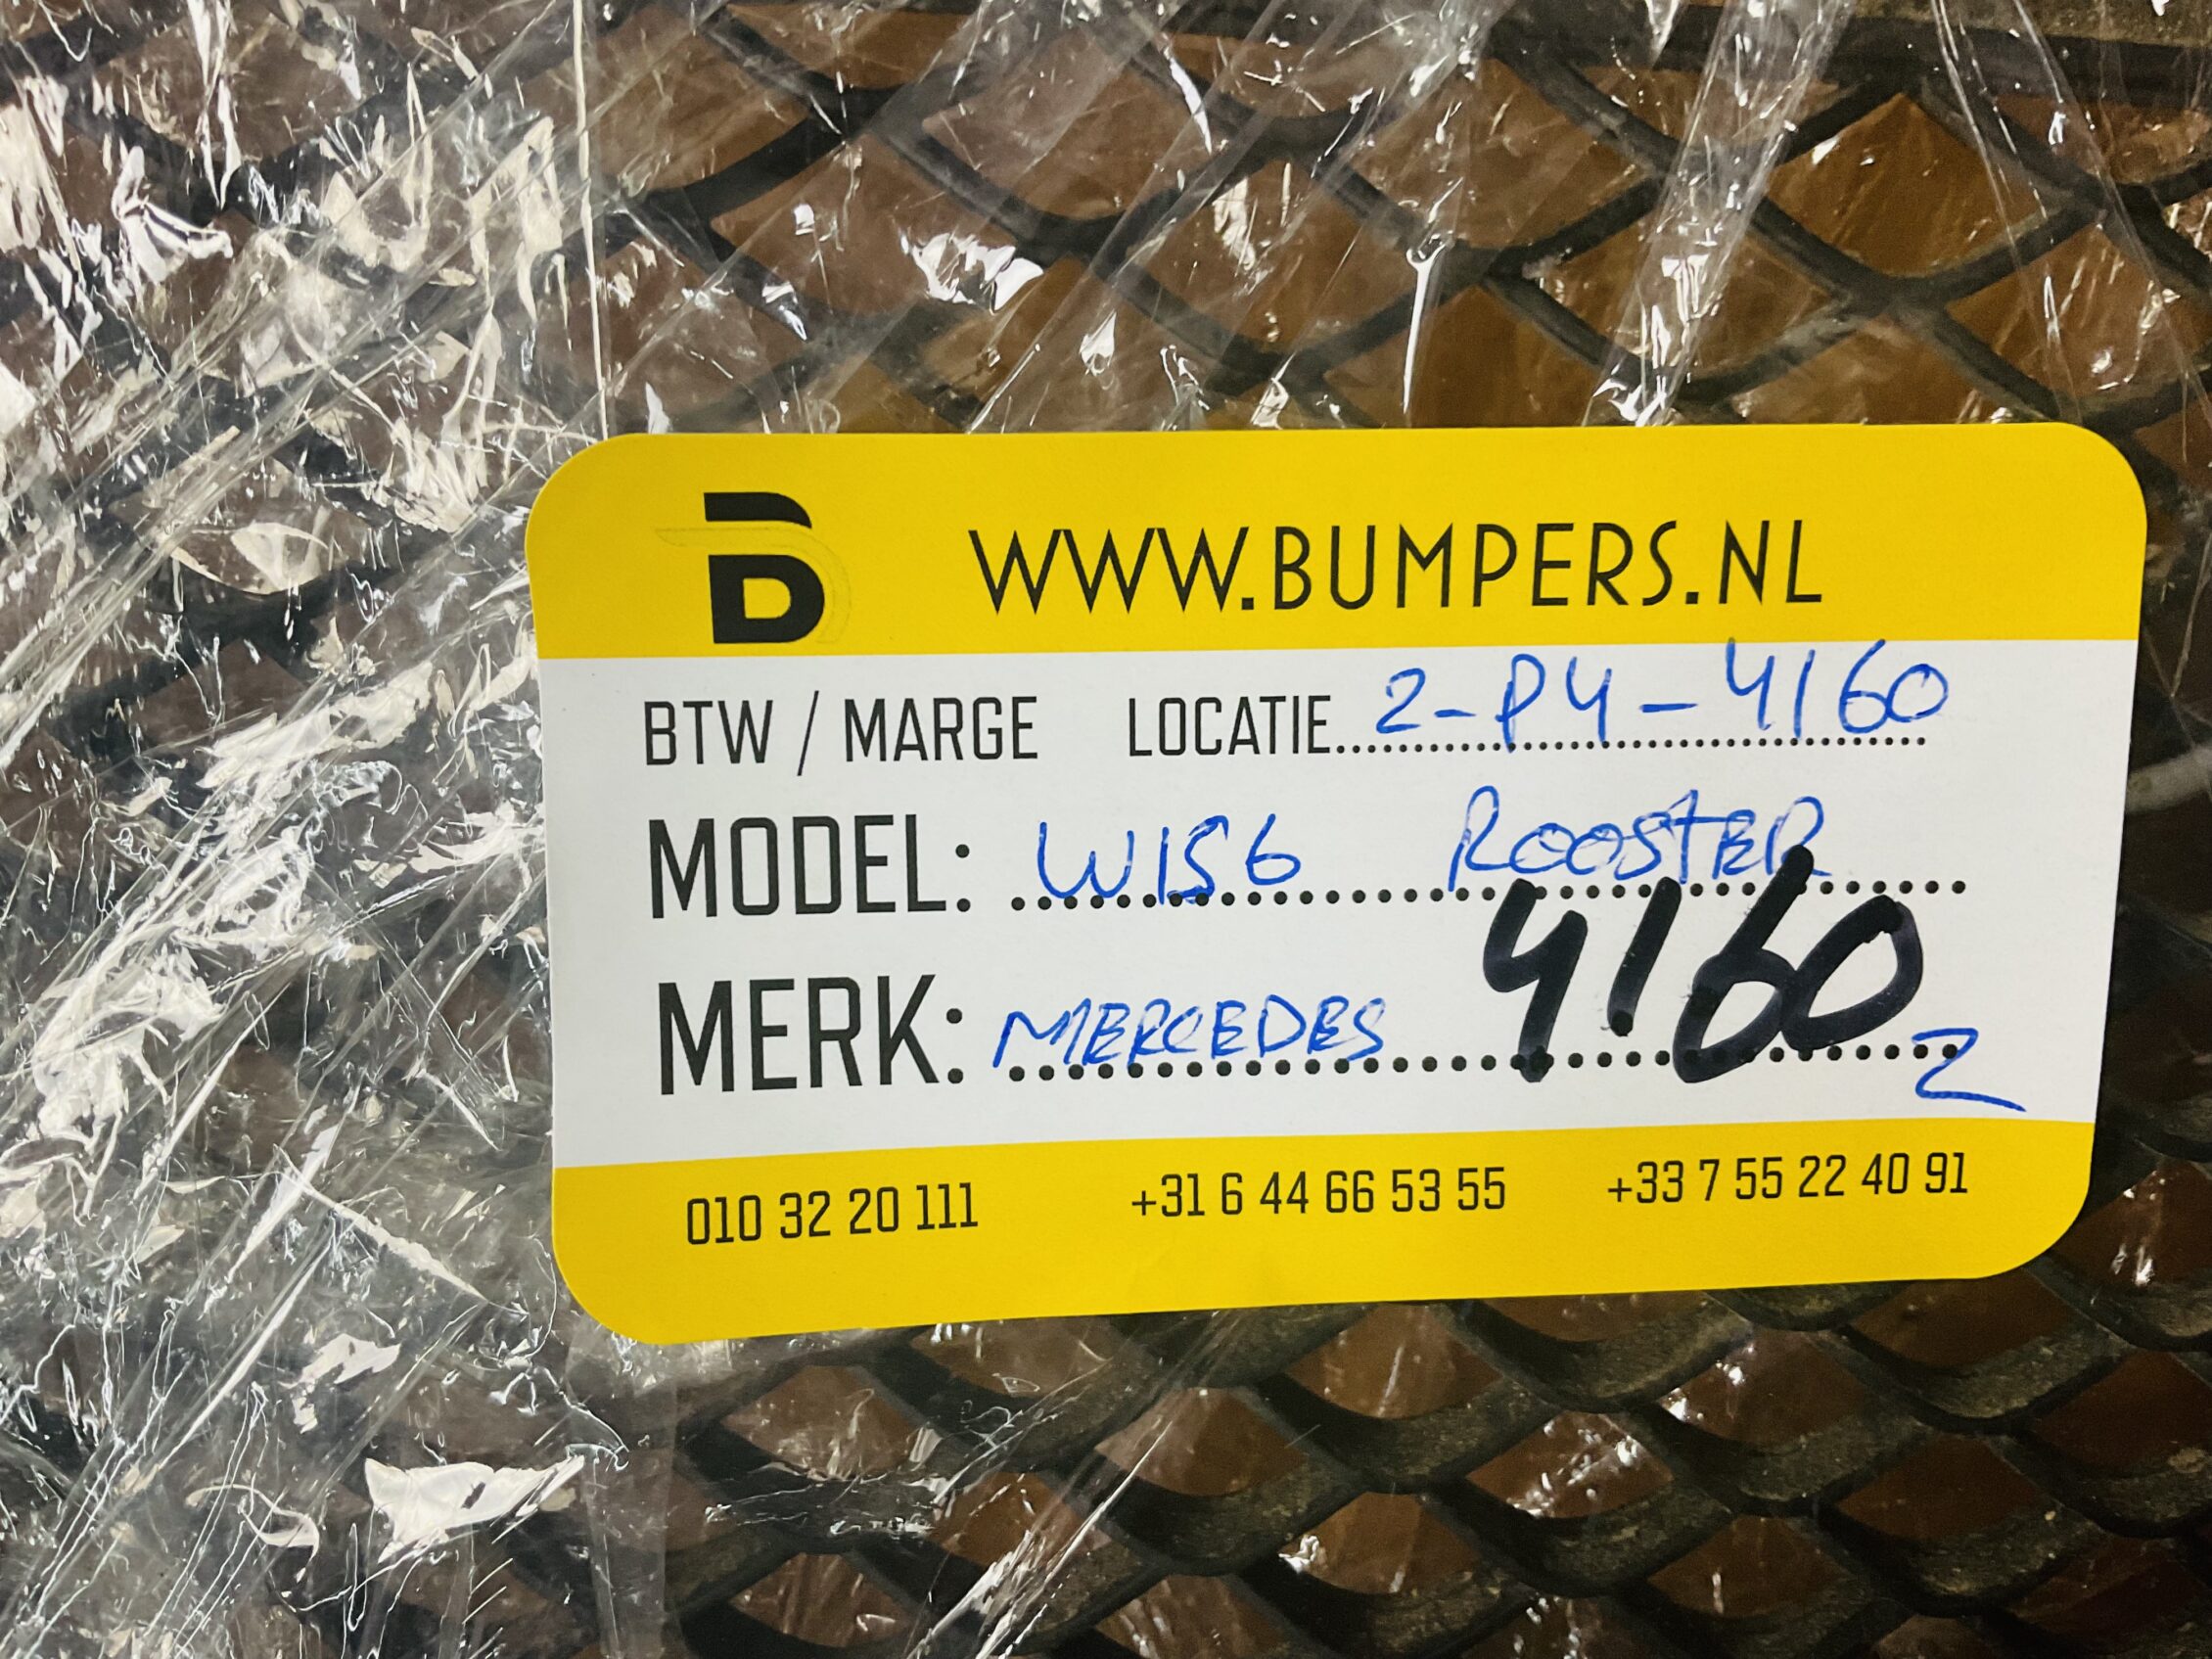 B WWW.BUMPERS.NL
BTW / MARGE LOCATIE 2-P4-4160
MODEL: W156 ROOSTER
4160
MERK: MERCEDES
2
010 32 20 111 +31 6 44 66 53 55 +33 7 55 22 40 91